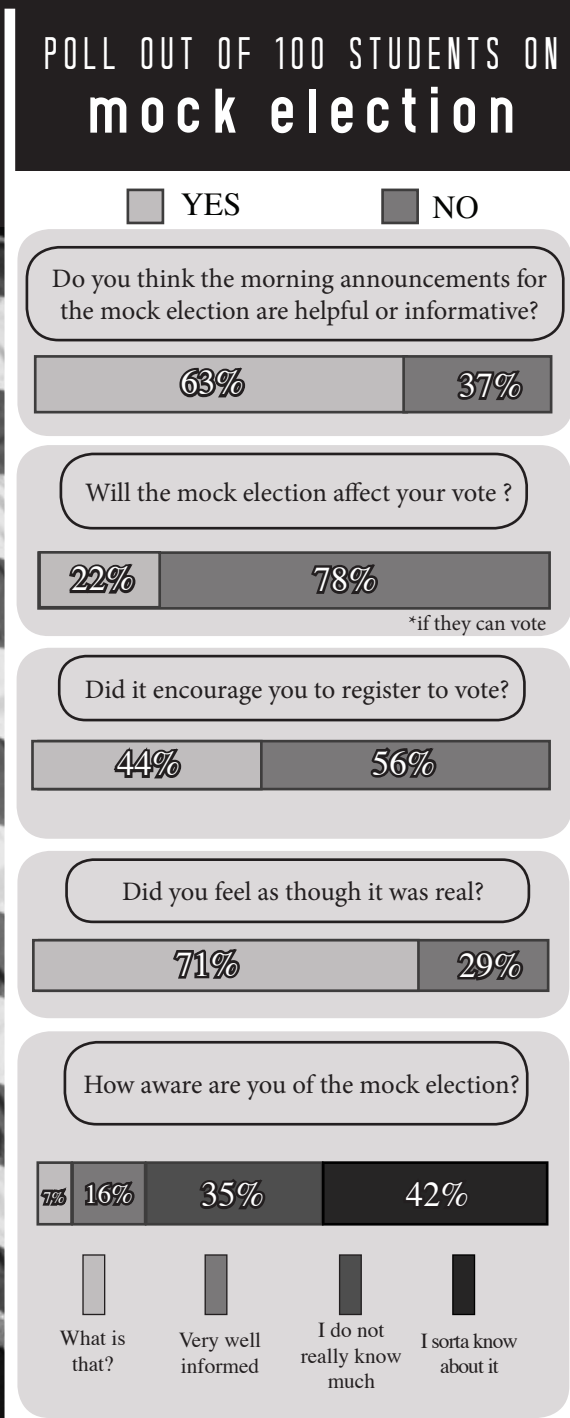 POLL OUT OF 100 STUDENTS ON
mock election
YES NO
Do you think the morning announcements for
the mock election are helpful or informative?
63% 37%
Will the mock election affect your vote ?
22% 78%
*if they can vote
Did it encourage you to register to vote?
44% 56%
Did you feel as though it was real?
71% 29%
How aware are you of the mock election?
7% 16% 35% 42%
What is
that?
Very well
informed
I do not
really know
much
I sorta know
about it